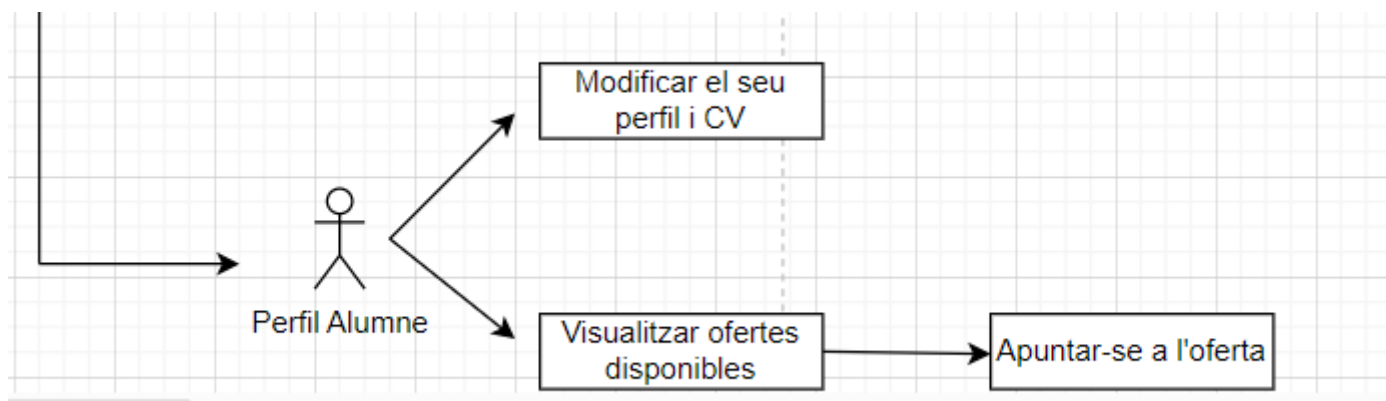 Modificar el seu
perfil i CV
Perfil Alumne
Visualitzar ofertes
disponibles
Apuntar-se a l'oferta